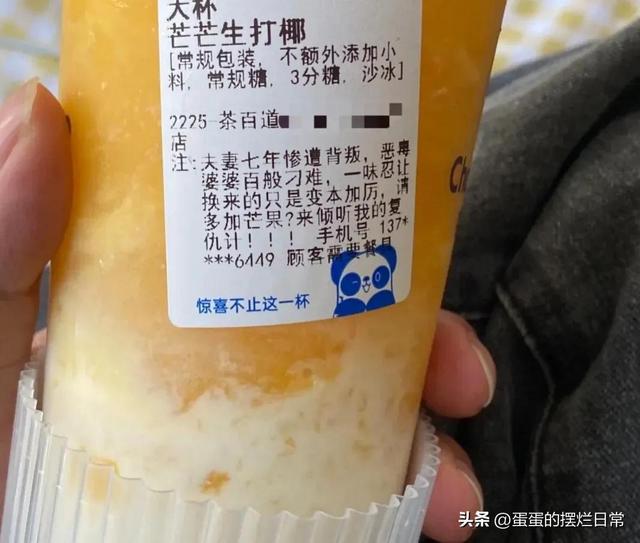 大杯
芒芒生打椰
[常规包装, 不额外添加小
料, 常规糖, 3分糖, 沙冰]
2225 茶百道
店
注: 夫妻七年惨遭背叛, 恶毒
婆婆百般刁难, 一味忍让
换来的只是变本加厉, 请
多加芒果?来倾听我的复
仇计!!! 手机号 137*
***6449 顾客需要餐具
惊喜不止这一杯
Ch
头条 @蛋蛋的摆烂日常